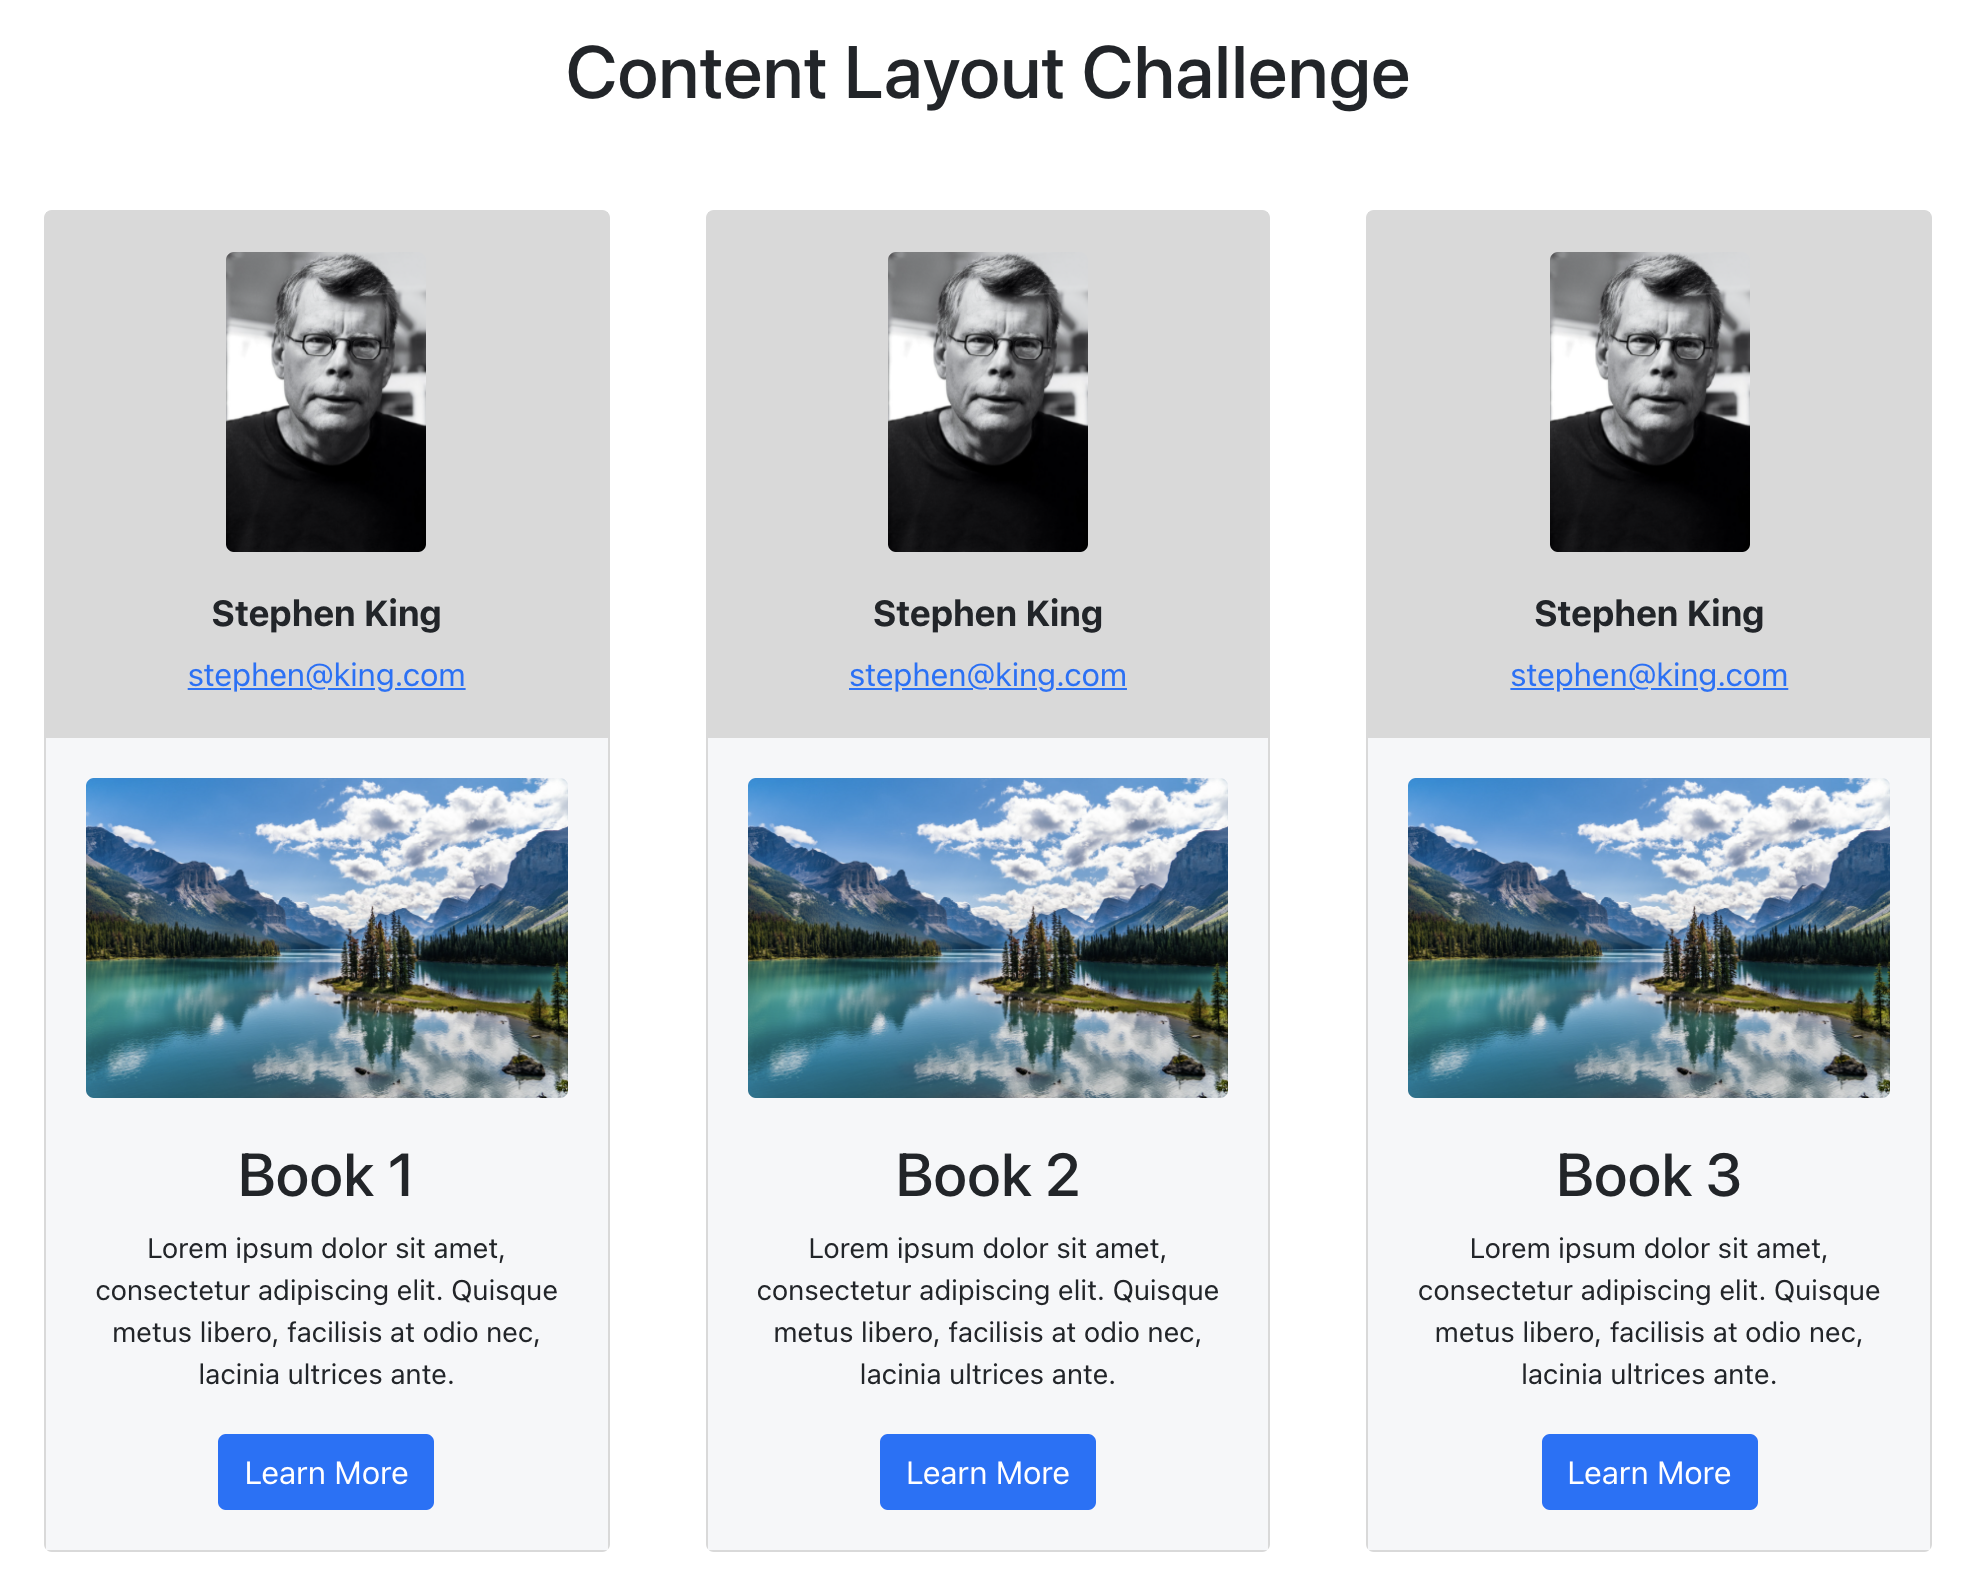 Content Layout Challenge
Stephen King
stephen@king.com
Book 1
Lorem ipsum dolor sit amet,
consectetur adipiscing elit. Quisque
metus libero, facilisis at odio nec,
lacinia ultrices ante.
Learn More
Stephen King
stephen@king.com
Book 2
Lorem ipsum dolor sit amet,
consectetur adipiscing elit. Quisque
metus libero, facilisis at odio nec,
lacinia ultrices ante.
Learn More
Stephen King
stephen@king.com
Book 3
Lorem ipsum dolor sit amet,
consectetur adipiscing elit. Quisque
metus libero, facilisis at odio nec,
lacinia ultrices ante.
Learn More